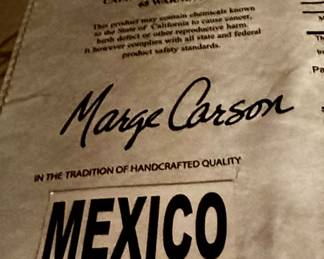 65 WARN
This product may contain chemicals known
to the State of California to cause cancer,
birth defect or other reproductive harm.
It however complies with all state and federal
product safety standards.
Marge Carson
IN THE TRADITION OF HANDCRAFTED QUALITY
MEXICO